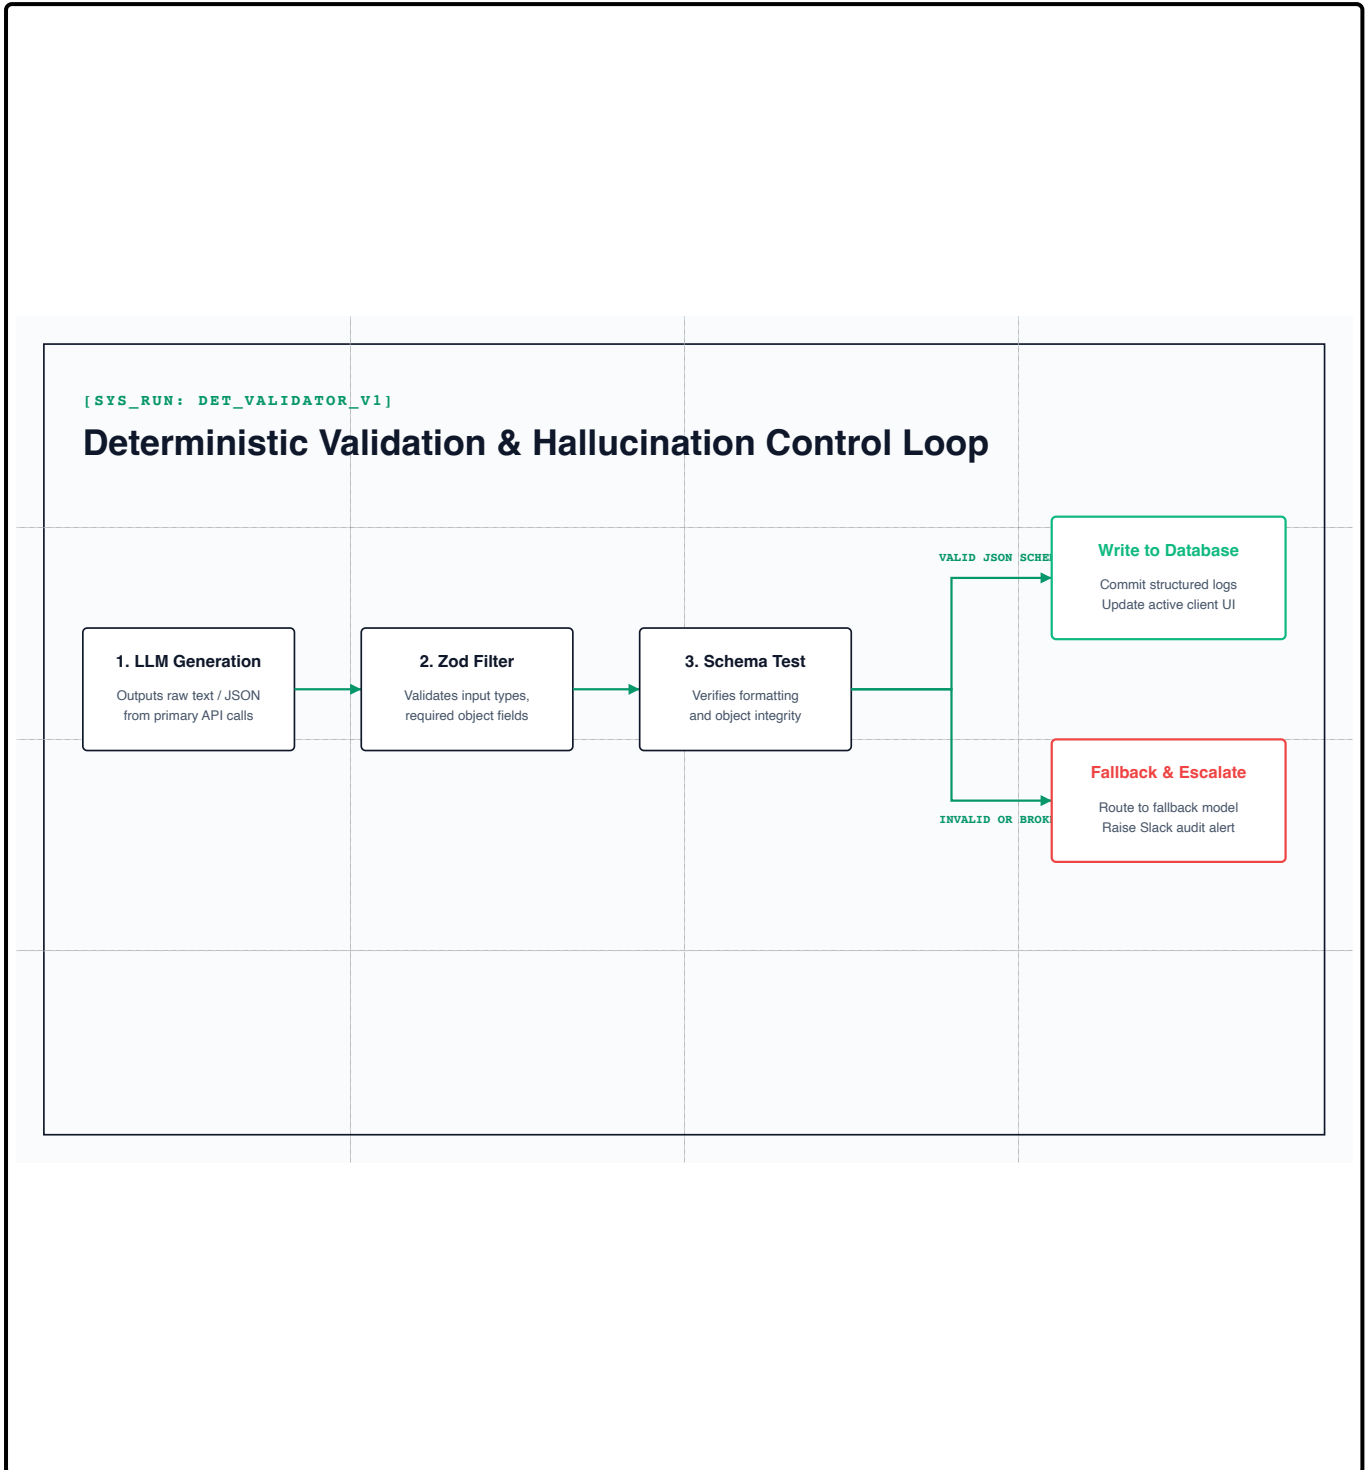 [SYS_RUN: DET_VALIDATOR_V1]
Deterministic Validation & Hallucination Control Loop
1. LLM Generation
Outputs raw text / JSON
from primary API calls
2. Zod Filter
Validates input types,
required object fields
3. Schema Test
Verifies formatting
and object integrity
VALID JSON
Write to Database
Commit structured logs
Update active client UI
INVALID OR
Fallback & Escalate
Route to fallback model
Raise Slack audit alert